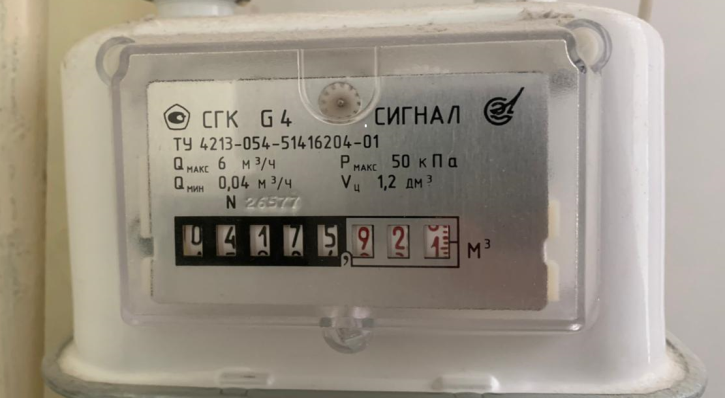 СГК G4 СИГНАЛ
ТУ 4213-054-51416204-01
Qмакс 6 м³/ч Pмакс 50 кПа
Qмин 0,04 м³/ч Vц 1,2 дм³
N 26577
04175,921 м³